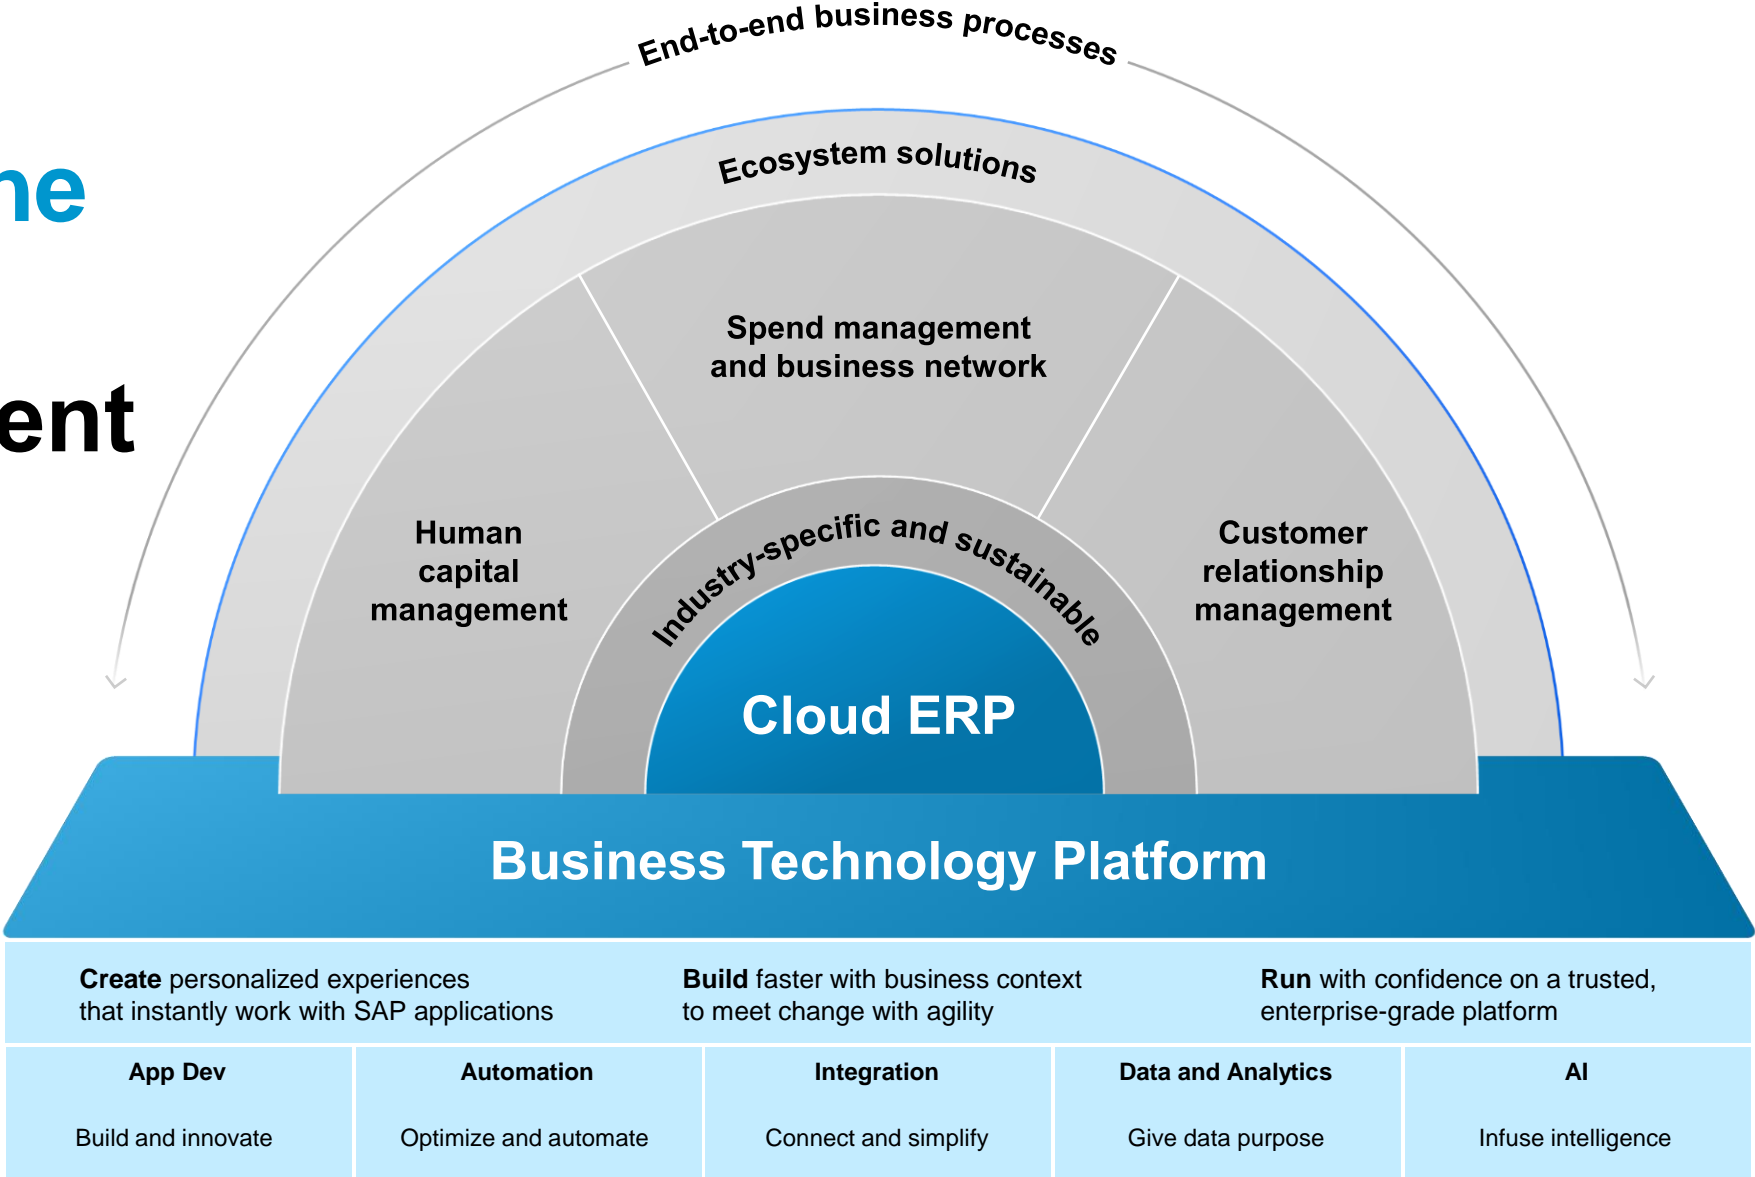 End-to-end business processes
Ecosystem solutions
Spend management
and business network
Human
capital
management
Customer
relationship
management
Industry-specific and sustainable
Cloud ERP
Business Technology Platform
Create personalized experiences
that instantly work with SAP applications
Build faster with business context
to meet change with agility
Run with confidence on a trusted,
enterprise-grade platform
App Dev
Automation
Integration
Data and Analytics
AI
Build and innovate
Optimize and automate
Connect and simplify
Give data purpose
Infuse intelligence